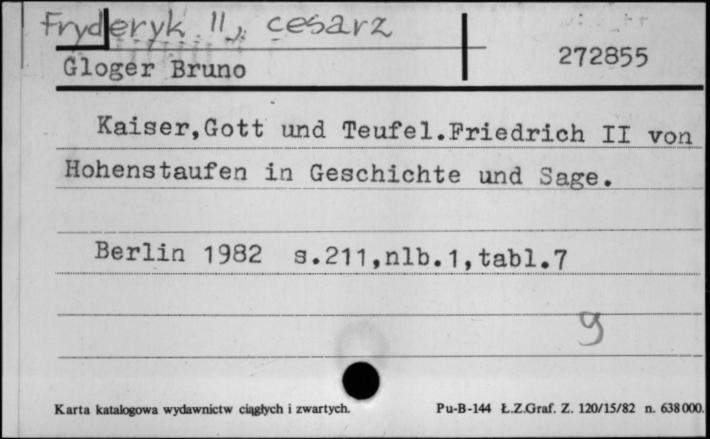 Fryderyk II, cesarz
Gloger Bruno
272855
Kaiser,Gott und Teufel.Friedrich II von
Hohenstaufen in Geschichte und Sage.
Berlin 1982 s.211,nlb.1,tabl.7
9
Karta katalogowa wydawnictw ciągłych i zwartych.
Pu-B-144 Ł.Z.Graf. Z. 120/15/82 n. 638000.